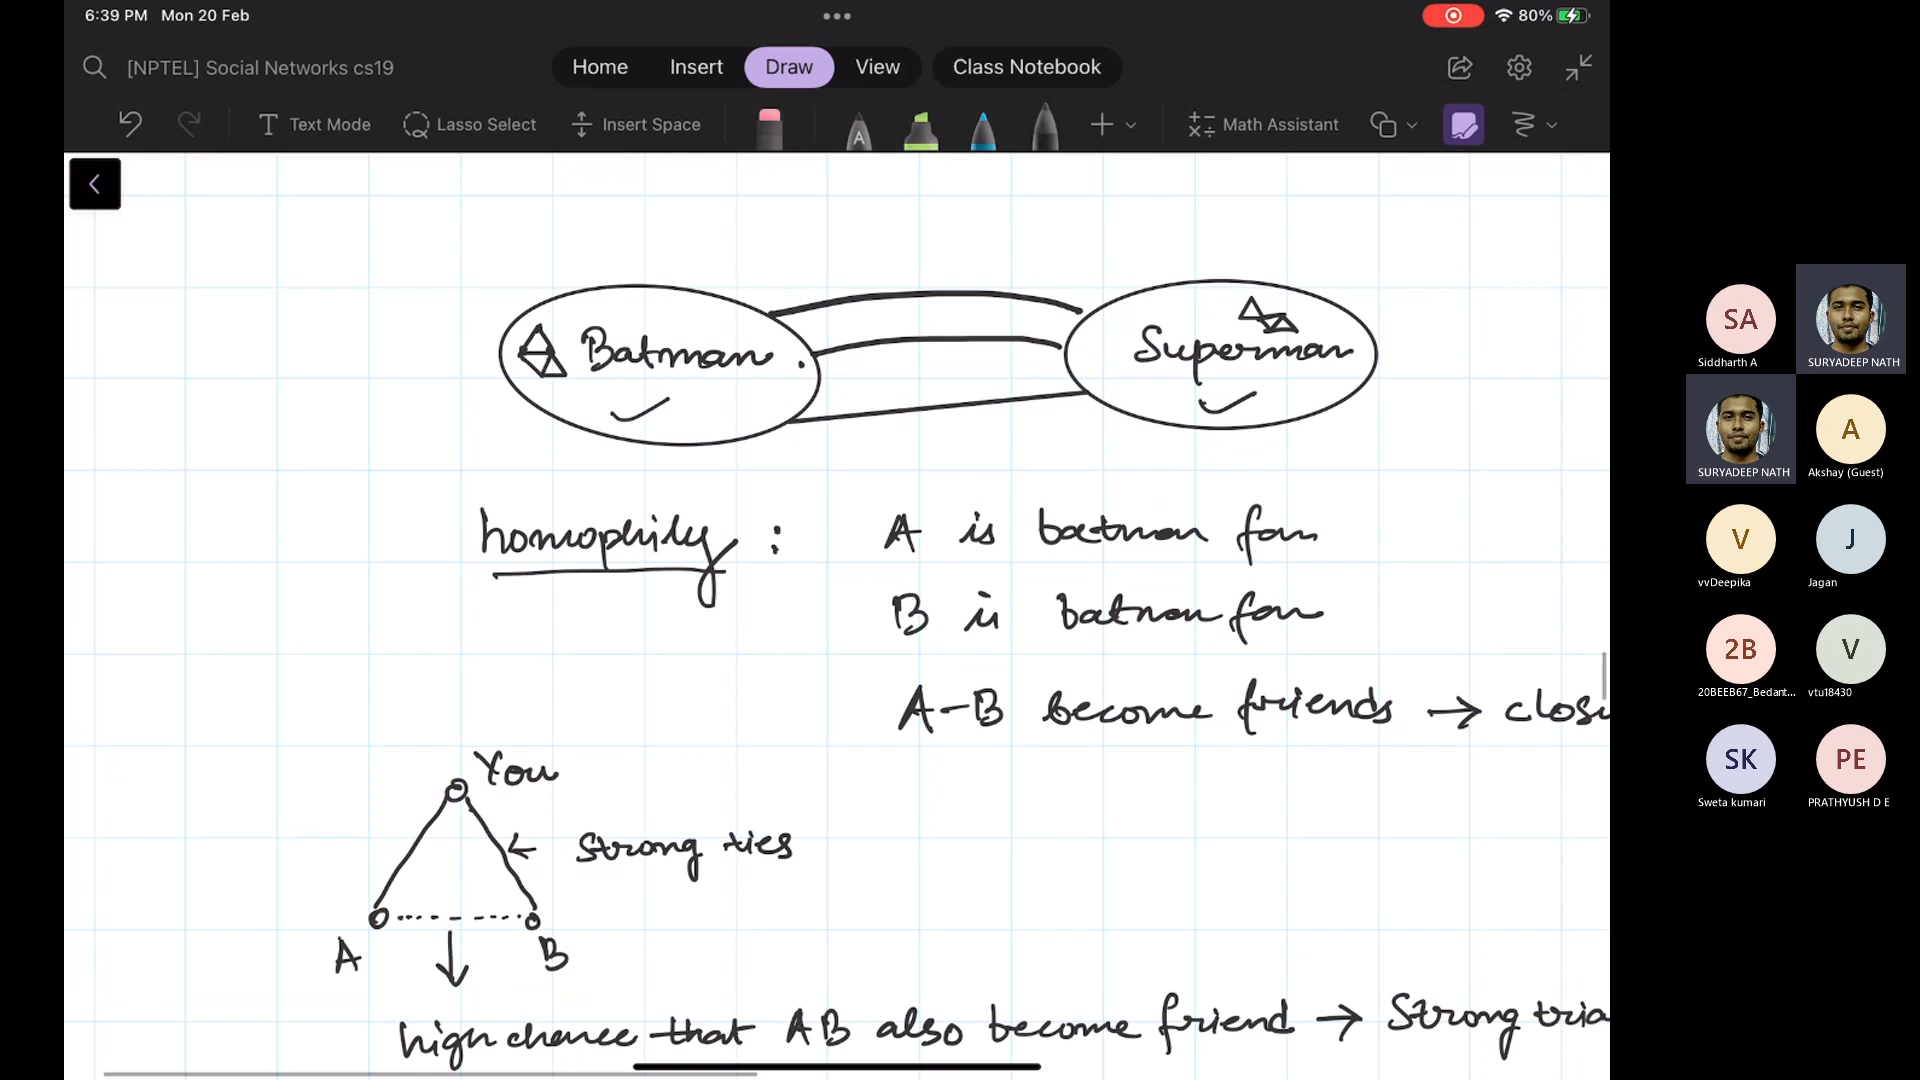 6:39 PM Mon 20 Feb
80%
[NPTEL] Social Networks cs19
Home Insert Draw View Class Notebook
Text Mode Lasso Select Insert Space A Math Assistant
Batman Superman
homophily : A is batman fan
B is batman fan
A-B become friends → closu
You
strong ties
A B
high chance that AB also become friend → Strong tria
SA
Siddharth A
SURYADEEP NATH
SURYADEEP NATH
A
Akshay (Guest)
V
vvDeepika
J
Jagan
2B
20BEEB67_Bedant...
V
vtu18430
SK
Sweta kumari
PE
PRATHYUSH D E